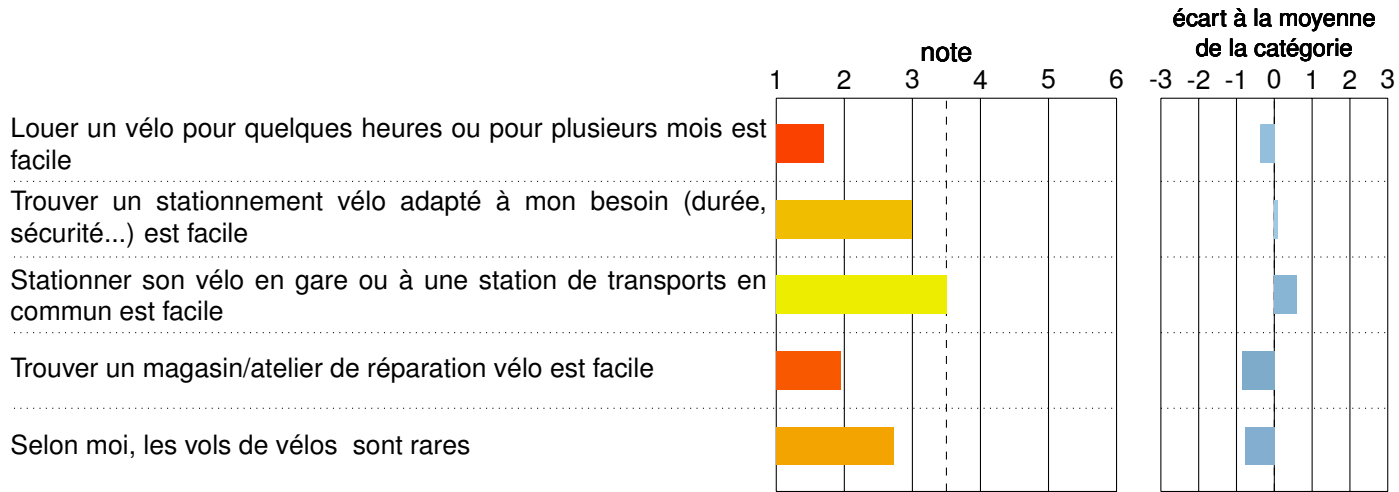 écart à la moyenne
de la catégorie
note
1 2 3 4 5 6
-3 -2 -1 0 1 2 3
Louer un vélo pour quelques heures ou pour plusieurs mois est
facile
Trouver un stationnement vélo adapté à mon besoin (durée,
sécurité...) est facile
Stationner son vélo en gare ou à une station de transports en
commun est facile
Trouver un magasin/atelier de réparation vélo est facile
Selon moi, les vols de vélos sont rares